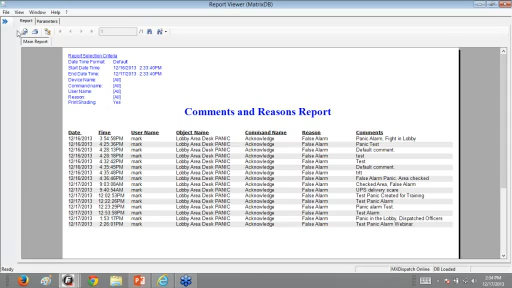 Report Viewer (MatrixDB)
File View Window Help ?
Report Parameters
1 /1
Main Report
Report Selection Criteria
Date Time Format: Default
Start Date Time: 12/16/2013 2:33:40PM
End Date Time: 12/17/2013 2:33:40PM
Device Name: (All)
Command name: (All)
User Name: (All)
Reason: (All)
Print Shading: Yes
Comments and Reasons Report
Date Time User Name Object Name Command Name Reason Comments
12/16/2013 3:54:58PM mark Lobby Area Desk PANIC Acknowledge False Alarm Panic Alarm. Fight in Lobby
12/16/2013 4:25:36PM mark Lobby Area Desk PANIC Acknowledge False Alarm Panic Test
12/16/2013 4:28:13PM mark Lobby Area Desk PANIC Acknowledge False Alarm Default comment.
12/16/2013 4:28:18PM mark Lobby Area Desk PANIC Acknowledge False Alarm test
12/16/2013 4:32:42PM mark Lobby Area Desk PANIC Acknowledge False Alarm Test
12/16/2013 4:35:45PM mark Lobby Area Desk PANIC Acknowledge False Alarm Default comment.
12/16/2013 4:35:48PM mark Lobby Area Desk PANIC Acknowledge False Alarm
12/16/2013 4:36:46PM mark Lobby Area Desk PANIC Acknowledge False Alarm False Alarm Panic. Area checked
12/17/2013 9:03:08AM mark Lobby Area Desk PANIC Acknowledge False Alarm Checked Area, False Alarm
12/17/2013 9:40:54AM mark Lobby Area Desk PANIC Acknowledge False Alarm UPS delivery scare
12/17/2013 12:02:53PM mark Lobby Area Desk PANIC Acknowledge False Alarm Test Panic Created for Training
12/17/2013 12:22:26PM mark Lobby Area Desk PANIC Acknowledge False Alarm Test Panic Alarm
12/17/2013 12:23:29PM mark Lobby Area Desk PANIC Acknowledge False Alarm Panic alarm Test.
12/17/2013 12:33:58PM mark Lobby Area Desk PANIC Acknowledge False Alarm Test Alarm
12/17/2013 1:53:17PM mark Lobby Area Desk PANIC Acknowledge False Alarm Panic in the Lobby. Dispatched Officers
12/17/2013 2:26:01PM mark Lobby Area Desk PANIC Acknowledge False Alarm Test Panic Alarm Webinar
Ready MXDispatch Online DB Loaded
2:34 PM
12/17/2013